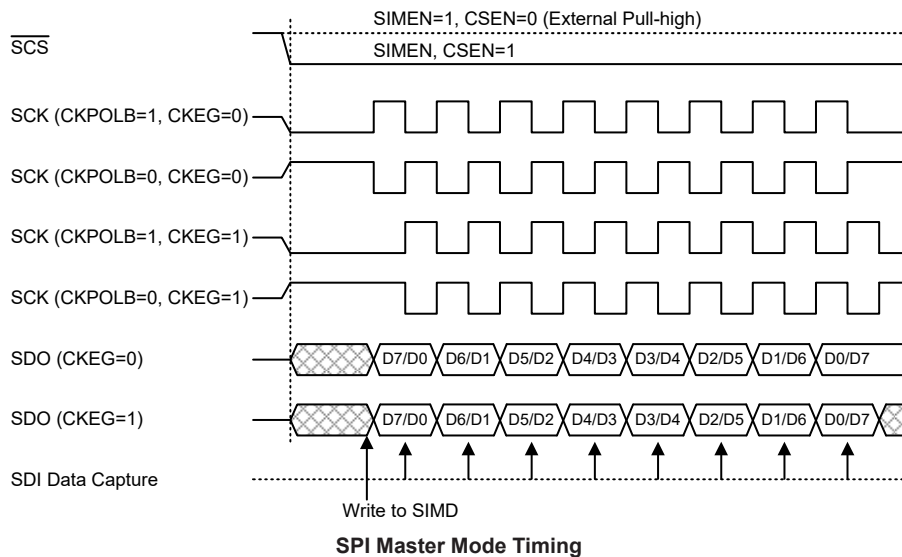 SIMEN=1, CSEN=0 (External Pull-high)
SCS
SIMEN, CSEN=1
SCK (CKPOLB=1, CKEG=0)
SCK (CKPOLB=0, CKEG=0)
SCK (CKPOLB=1, CKEG=1)
SCK (CKPOLB=0, CKEG=1)
SDO (CKEG=0) D7/D0 D6/D1 D5/D2 D4/D3 D3/D4 D2/D5 D1/D6 D0/D7
SDO (CKEG=1) D7/D0 D6/D1 D5/D2 D4/D3 D3/D4 D2/D5 D1/D6 D0/D7
SDI Data Capture
Write to SIMD
SPI Master Mode Timing